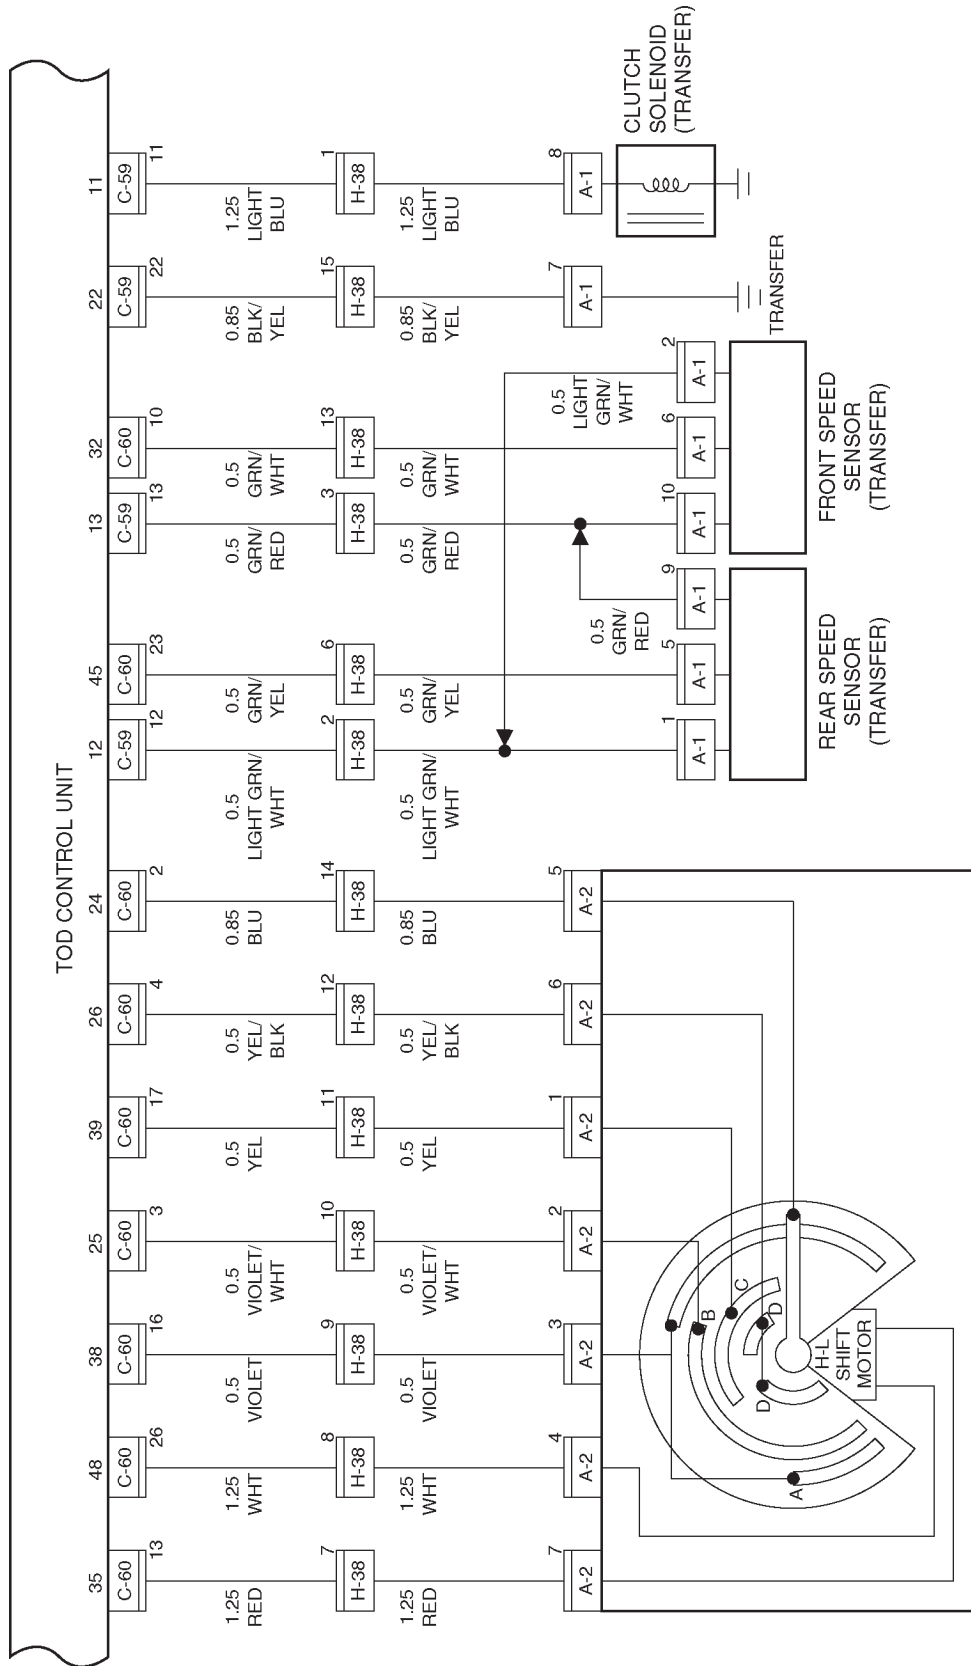 TOD CONTROL UNIT
35
48
38
25
39
26
24
12
45
13
32
22
11
C-60
C-60
C-60
C-60
C-60
C-60
C-60
C-59
C-60
C-59
C-60
C-59
C-59
13
26
16
3
17
4
2
12
23
13
10
22
11
1.25
RED
1.25
WHT
0.5
VIOLET
0.5
VIOLET/
WHT
0.5
YEL
0.5
YEL/
BLK
0.85
BLU
0.5
LIGHT GRN/
WHT
0.5
GRN/
YEL
0.5
GRN/
RED
0.5
GRN/
WHT
0.85
BLK/
YEL
1.25
LIGHT
BLU
7
8
9
10
11
12
14
2
6
3
13
15
1
H-38
H-38
H-38
H-38
H-38
H-38
H-38
H-38
H-38
H-38
H-38
H-38
H-38
1.25
RED
1.25
WHT
0.5
VIOLET
0.5
VIOLET/
WHT
0.5
YEL
0.5
YEL/
BLK
0.85
BLU
0.5
LIGHT GRN/
WHT
0.5
GRN/
YEL
0.5
GRN/
RED
0.5
GRN/
WHT
0.85
BLK/
YEL
1.25
LIGHT
BLU
7
4
3
2
1
6
5
7
8
A-2
A-2
A-2
A-2
A-2
A-2
A-2
A-1
A-1
0.5
GRN/
RED
0.5
LIGHT
GRN/
WHT
1
5
9
10
6
2
A-1
A-1
A-1
A-1
A-1
A-1
CLUTCH
SOLENOID
(TRANSFER)
TRANSFER
REAR SPEED
SENSOR
(TRANSFER)
FRONT SPEED
SENSOR
(TRANSFER)
A
B
C
D
D
H-L
SHIFT
MOTOR